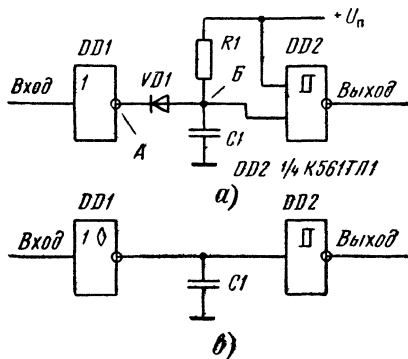 + Uп
DD1
R1
DD2
Вход
1
VD1
Б
Выход
А
C1
DD2 1/4 К561ТЛ1
а)
DD1
DD2
Вход
1 ◊
Выход
C1
в)